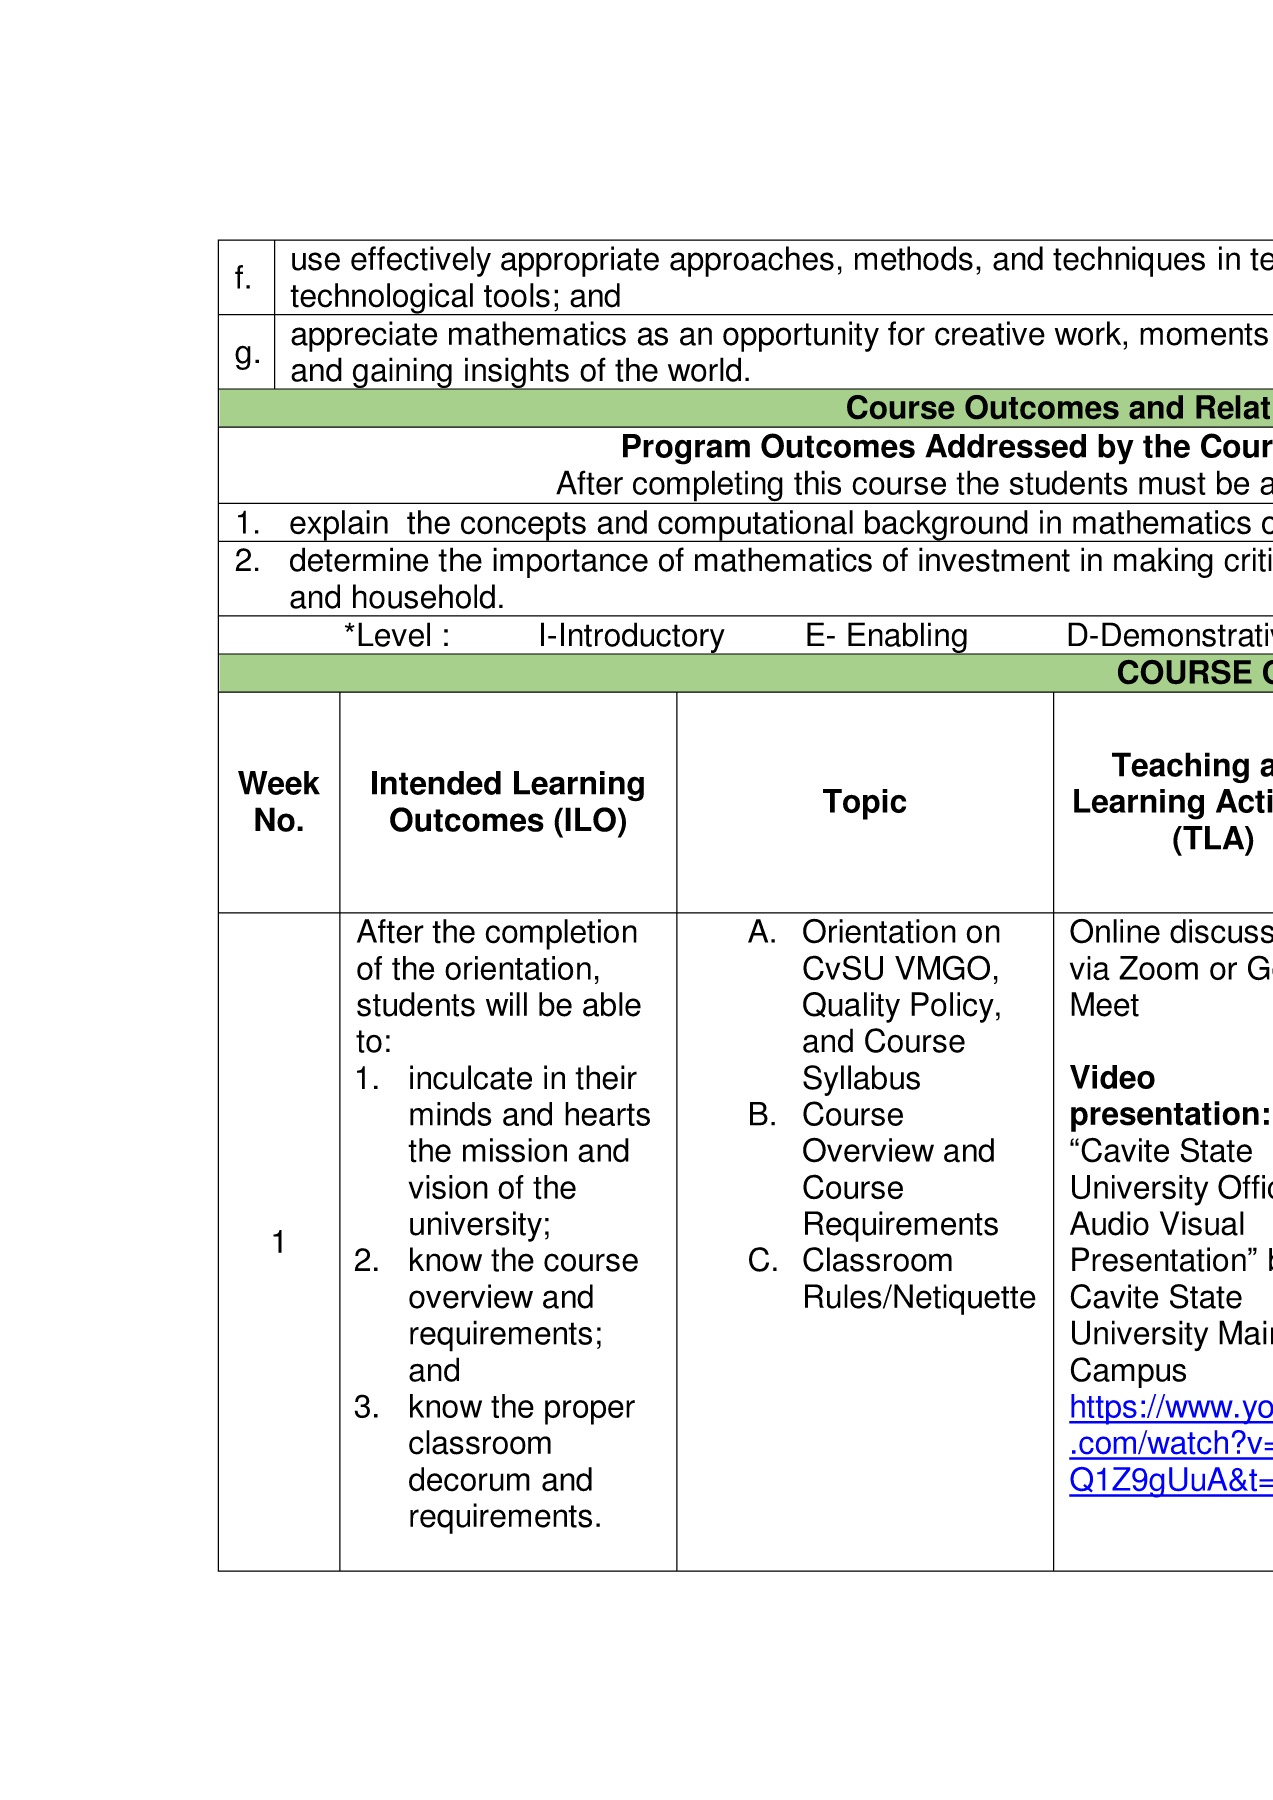 f.
use effectively appropriate approaches, methods, and techniques in te
technological tools; and
g.
appreciate mathematics as an opportunity for creative work, moments
and gaining insights of the world.
Course Outcomes and Relat
Program Outcomes Addressed by the Cour
After completing this course the students must be a
1. explain  the concepts and computational background in mathematics o
2. determine the importance of mathematics of investment in making criti
and household.
*Level : I-Introductory E- Enabling D-Demonstrativ
COURSE C
Week
No.
Intended Learning
Outcomes (ILO)
Topic
Teaching a
Learning Acti
(TLA)
1
After the completion
of the orientation,
students will be able
to:
1. inculcate in their
minds and hearts
the mission and
vision of the
university;
2. know the course
overview and
requirements;
and
3. know the proper
classroom
decorum and
requirements.
A. Orientation on
CvSU VMGO,
Quality Policy,
and Course
Syllabus
B. Course
Overview and
Course
Requirements
C. Classroom
Rules/Netiquette
Online discuss
via Zoom or Go
Meet
Video
presentation:
“Cavite State
University Offic
Audio Visual
Presentation” b
Cavite State
University Main
Campus
https://www.yo
.com/watch?v=
Q1Z9gUuA&t=